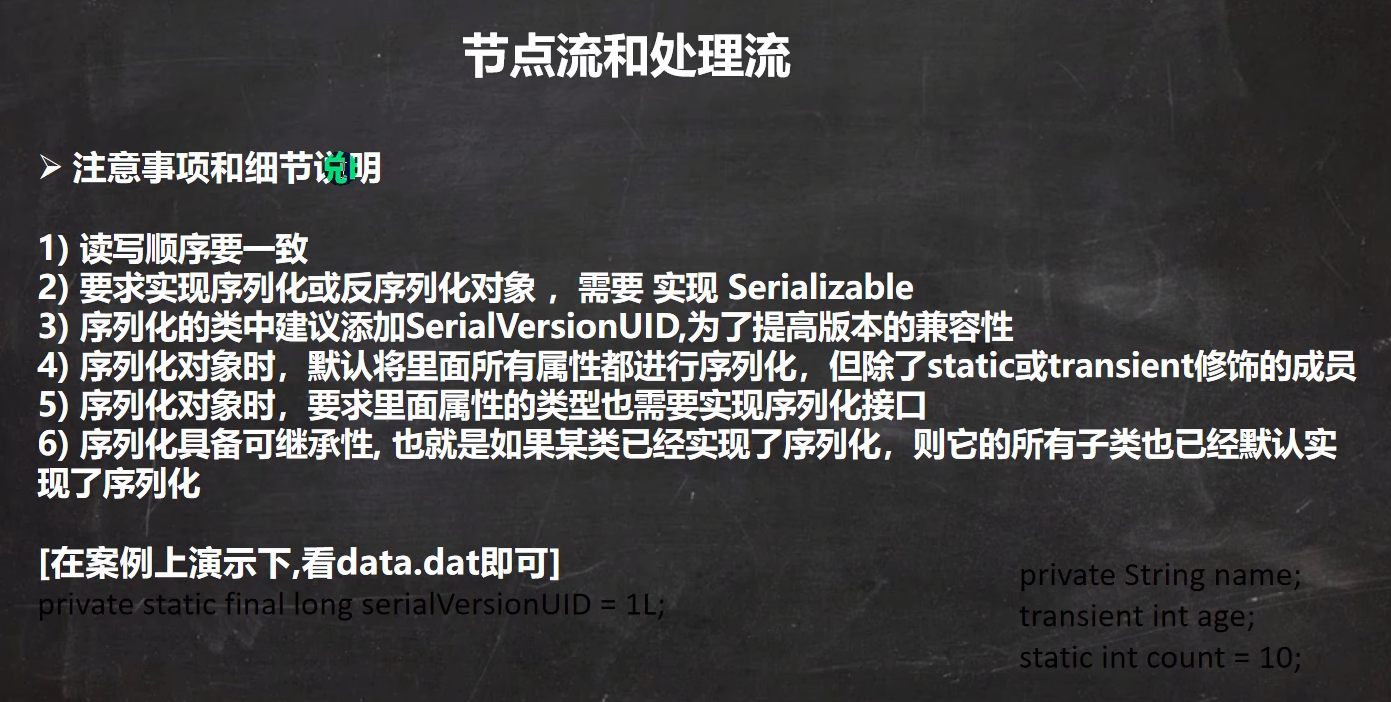 节点流和处理流
注意事项和细节说明
1) 读写顺序要一致
2) 要求实现序列化或反序列化对象 ，需要 实现 Serializable
3) 序列化的类中建议添加SerialVersionUID,为了提高版本的兼容性
4) 序列化对象时，默认将里面所有属性都进行序列化，但除了static或transient修饰的成员
5) 序列化对象时，要求里面属性的类型也需要实现序列化接口
6) 序列化具备可继承性, 也就是如果某类已经实现了序列化，则它的所有子类也已经默认实
现了序列化
[在案例上演示下,看data.dat即可]
private static final long serialVersionUID = 1L;
private String name;
transient int age;
static int count = 10;